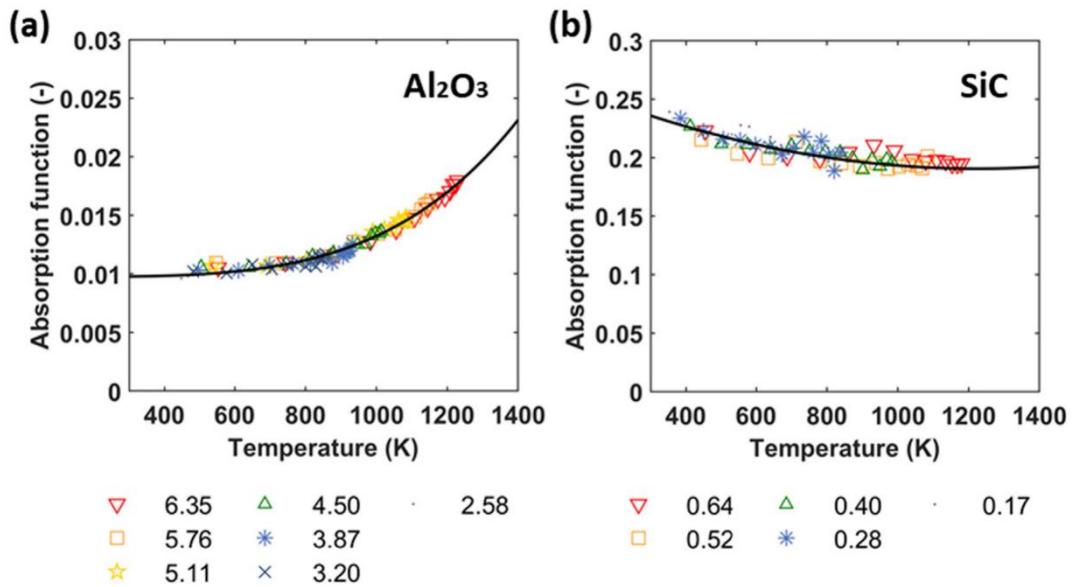 (a)
Al₂O₃
Absorption function (-)
0.03
0.025
0.02
0.015
0.01
0.005
0
400 600 800 1000 1200 1400
Temperature (K)
6.35 4.50 2.58
5.76 3.87
5.11 3.20
(b)
SiC
Absorption function (-)
0.3
0.25
0.2
0.15
0.1
0.05
0
400 600 800 1000 1200 1400
Temperature (K)
0.64 0.40 0.17
0.52 0.28